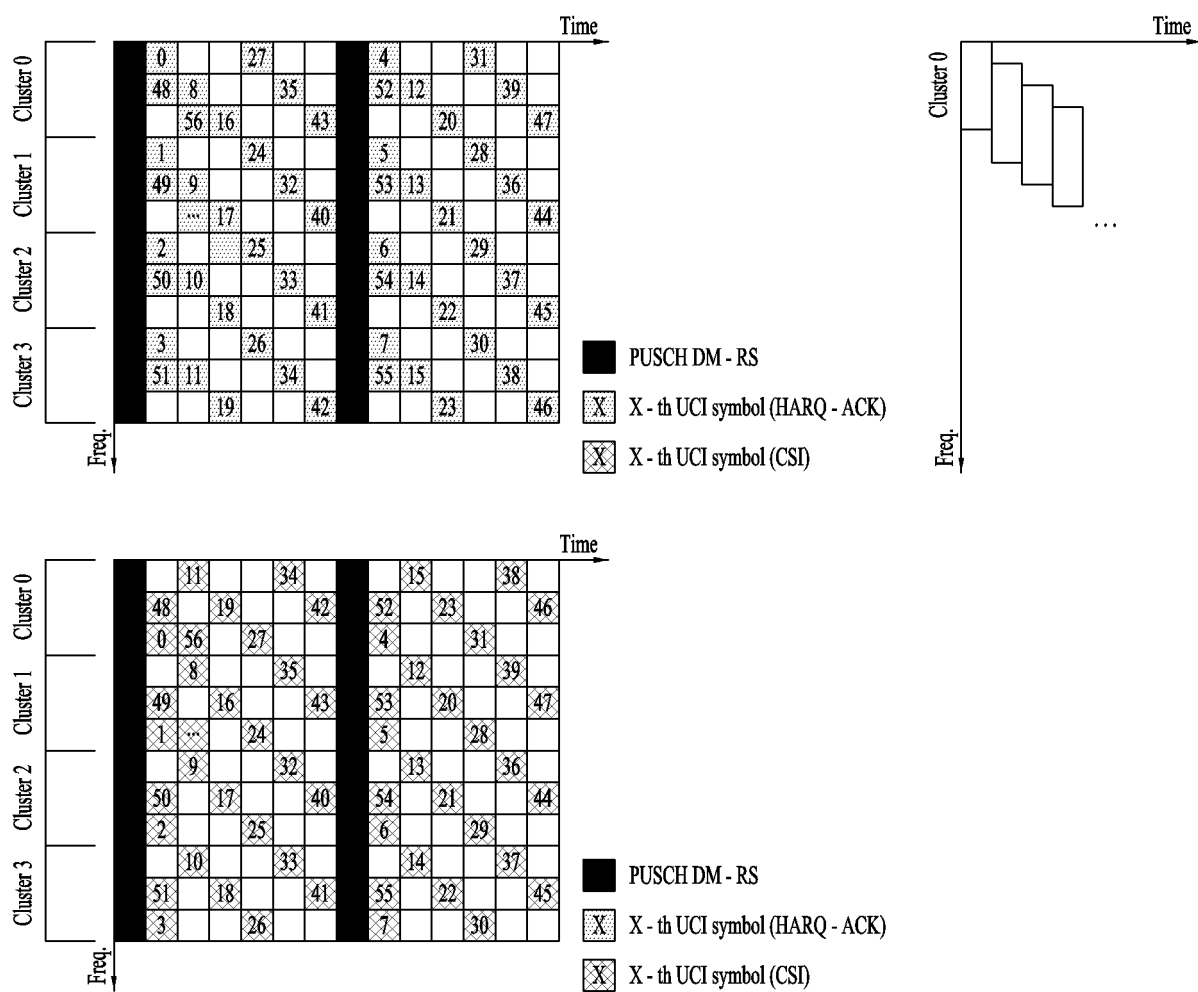 Time
Cluster 0
0 27 4 31
48 8 35 52 12 39
56 16 43 20 47
Cluster 1
1 24 5 28
49 9 32 53 13 36
... 17 40 21 44
Cluster 2
2 25 6 29
50 10 33 54 14 37
18 41 22 45
Cluster 3
3 26 7 30
51 11 34 55 15 38
19 42 23 46
Freq.
PUSCH DM - RS
X X - th UCI symbol (HARQ - ACK)
X X - th UCI symbol (CSI)
Time
Cluster 0
...
Freq.
Time
Cluster 0
11 34 15 38
48 19 42 52 23 46
0 56 27 4 31
Cluster 1
8 35 12 39
49 16 43 53 20 47
1 ... 24 5 28
Cluster 2
9 32 13 36
50 17 40 54 21 44
2 25 6 29
Cluster 3
10 33 14 37
51 18 41 55 22 45
3 26 7 30
Freq.
PUSCH DM - RS
X X - th UCI symbol (HARQ - ACK)
X X - th UCI symbol (CSI)